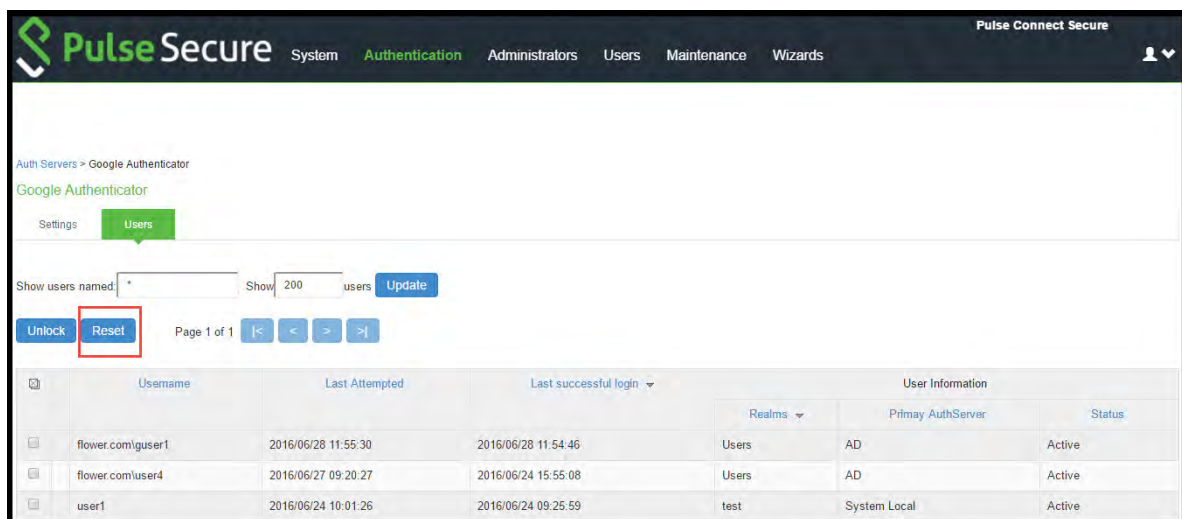 Pulse Connect Secure
Pulse Secure System Authentication Administrators Users Maintenance Wizards
Auth Servers > Google Authenticator
Google Authenticator
Settings Users
Show users named: * Show 200 users Update
Unlock Reset Page 1 of 1 |< < > >|
Username Last Attempted Last successful login User Information
Realms Primay AuthServer Status
flower.com\guser1 2016/06/28 11:55:30 2016/06/28 11:54:46 Users AD Active
flower.com\user4 2016/06/27 09:20:27 2016/06/24 15:55:08 Users AD Active
user1 2016/06/24 10:01:26 2016/06/24 09:25:59 test System Local Active